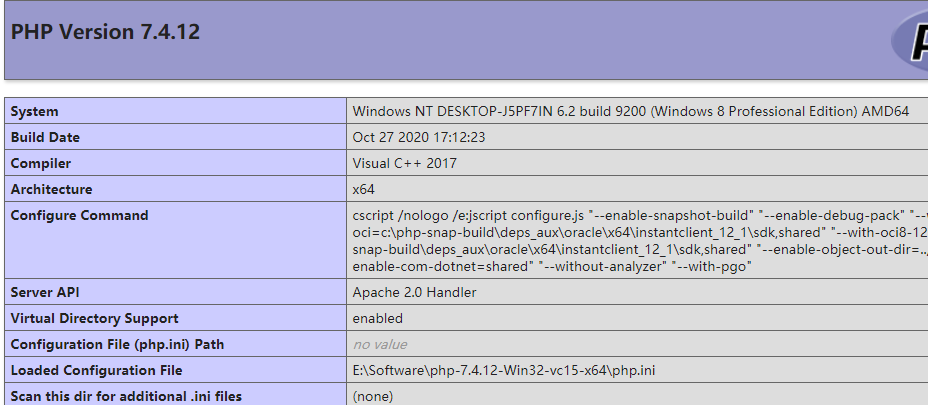 PHP Version 7.4.12
System Windows NT DESKTOP-J5PF7IN 6.2 build 9200 (Windows 8 Professional Edition) AMD64
Build Date Oct 27 2020 17:12:23
Compiler Visual C++ 2017
Architecture x64
Configure Command cscript /nologo /e:jscript configure.js "--enable-snapshot-build" "--enable-debug-pack"
oci=c:\php-snap-build\deps_aux\oracle\x64\instantclient_12_1\sdk,shared" "--with-oci8-12
snap-build\deps_aux\oracle\x64\instantclient_12_1\sdk,shared" "--enable-object-out-dir=../
enable-com-dotnet=shared" "--without-analyzer" "--with-pgo"
Server API Apache 2.0 Handler
Virtual Directory Support enabled
Configuration File (php.ini) Path no value
Loaded Configuration File E:\Software\php-7.4.12-Win32-vc15-x64\php.ini
Scan this dir for additional .ini files (none)